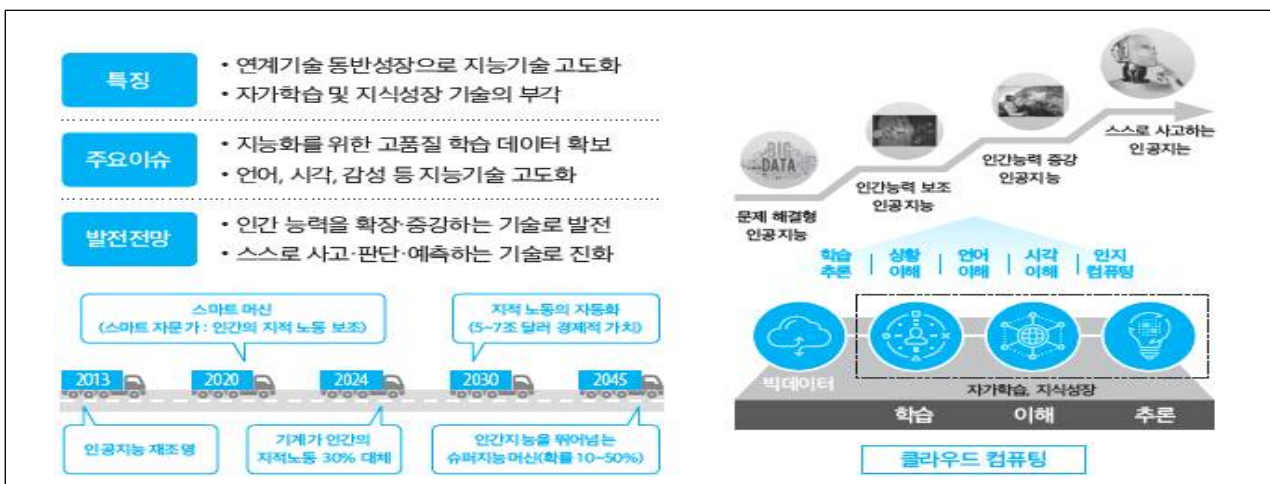 특징
• 연계기술 동반성장으로 지능기술 고도화
• 자가학습 및 지식성장 기술의 부각
주요이슈
• 지능화를 위한 고품질 학습 데이터 확보
• 언어, 시각, 감성 등 지능기술 고도화
발전전망
• 인간 능력을 확장·증강하는 기술로 발전
• 스스로 사고·판단·예측하는 기술로 진화
스마트 머신
(스마트 자문가 : 인간의 지적 노동 보조)
지적 노동의 자동화
(5~7조 달러 경제적 가치)
2013
2020
2024
2030
2045
인공지능 재조명
기계가 인간의
지적노동 30% 대체
인간지능을 뛰어넘는
슈퍼지능머신(확률 10~50%)
BIG
DATA
문제 해결형
인공지능
인간능력 보조
인공지능
인간능력 증강
인공지능
스스로 사고하는
인공지는
학습
추론
상황
이해
언어
이해
시각
이해
인지
컴퓨팅
빅데이터
자가학습, 지식성장
학습
이해
추론
클라우드 컴퓨팅